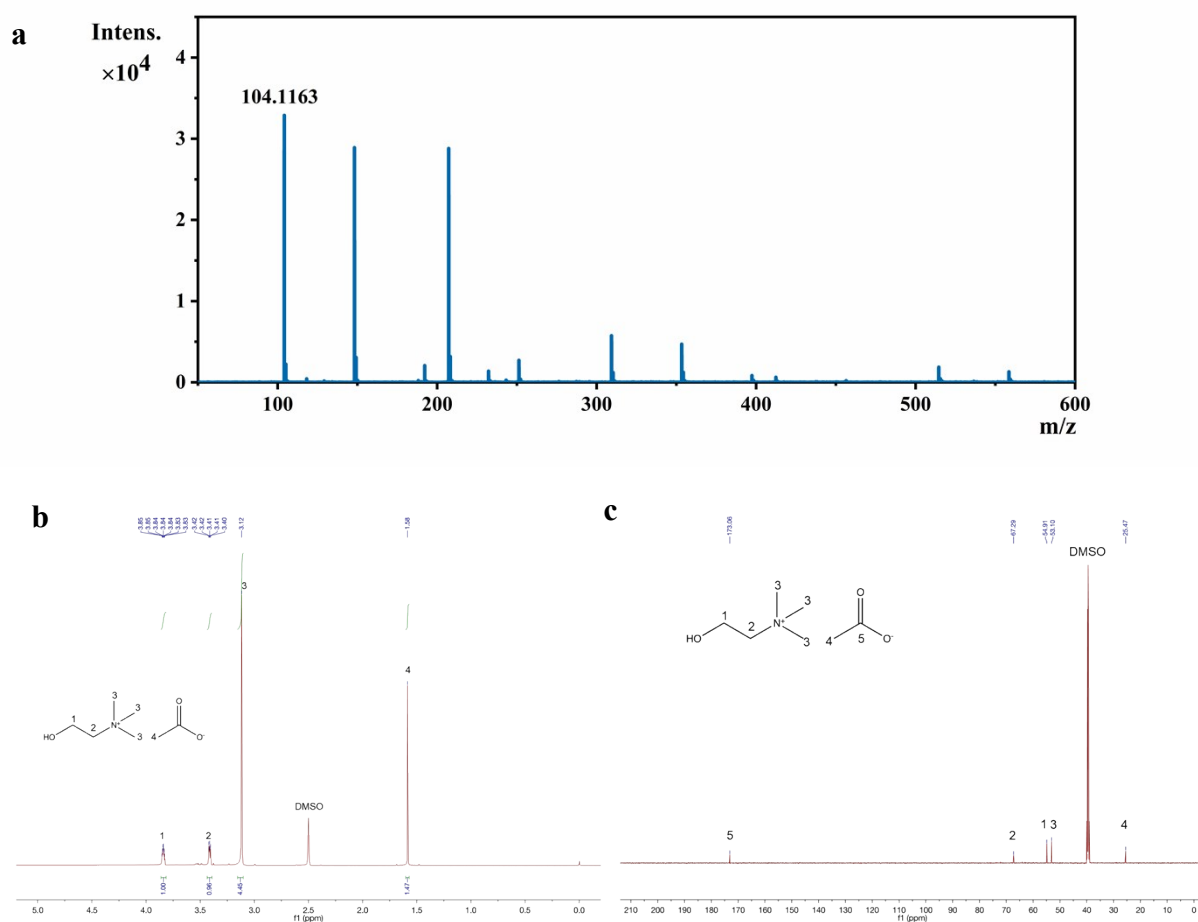 a
Intens.
×10⁴
104.1163
4
3
2
1
0
100 200 300 400 500 600
m/z
b
3.85
3.85
3.84
3.84
3.84
3.83
3.83
3.42
3.42
3.41
3.41
3.40
3.12
1.58
3
4
DMSO
1
2
3
1
2
N⁺
3
3
HO
O
4
O⁻
1.00
0.96
4.45
1.47
5.0 4.5 4.0 3.5 3.0 2.5 2.0 1.5 1.0 0.5 0.0
f1 (ppm)
c
173.06
67.29
54.91
53.10
25.47
DMSO
3
1
3
2
N⁺
3
HO
O
4
5
O⁻
5
2
1 3
4
210 200 190 180 170 160 150 140 130 120 110 100 90 80 70 60 50 40 30 20 10 0
f1 (ppm)